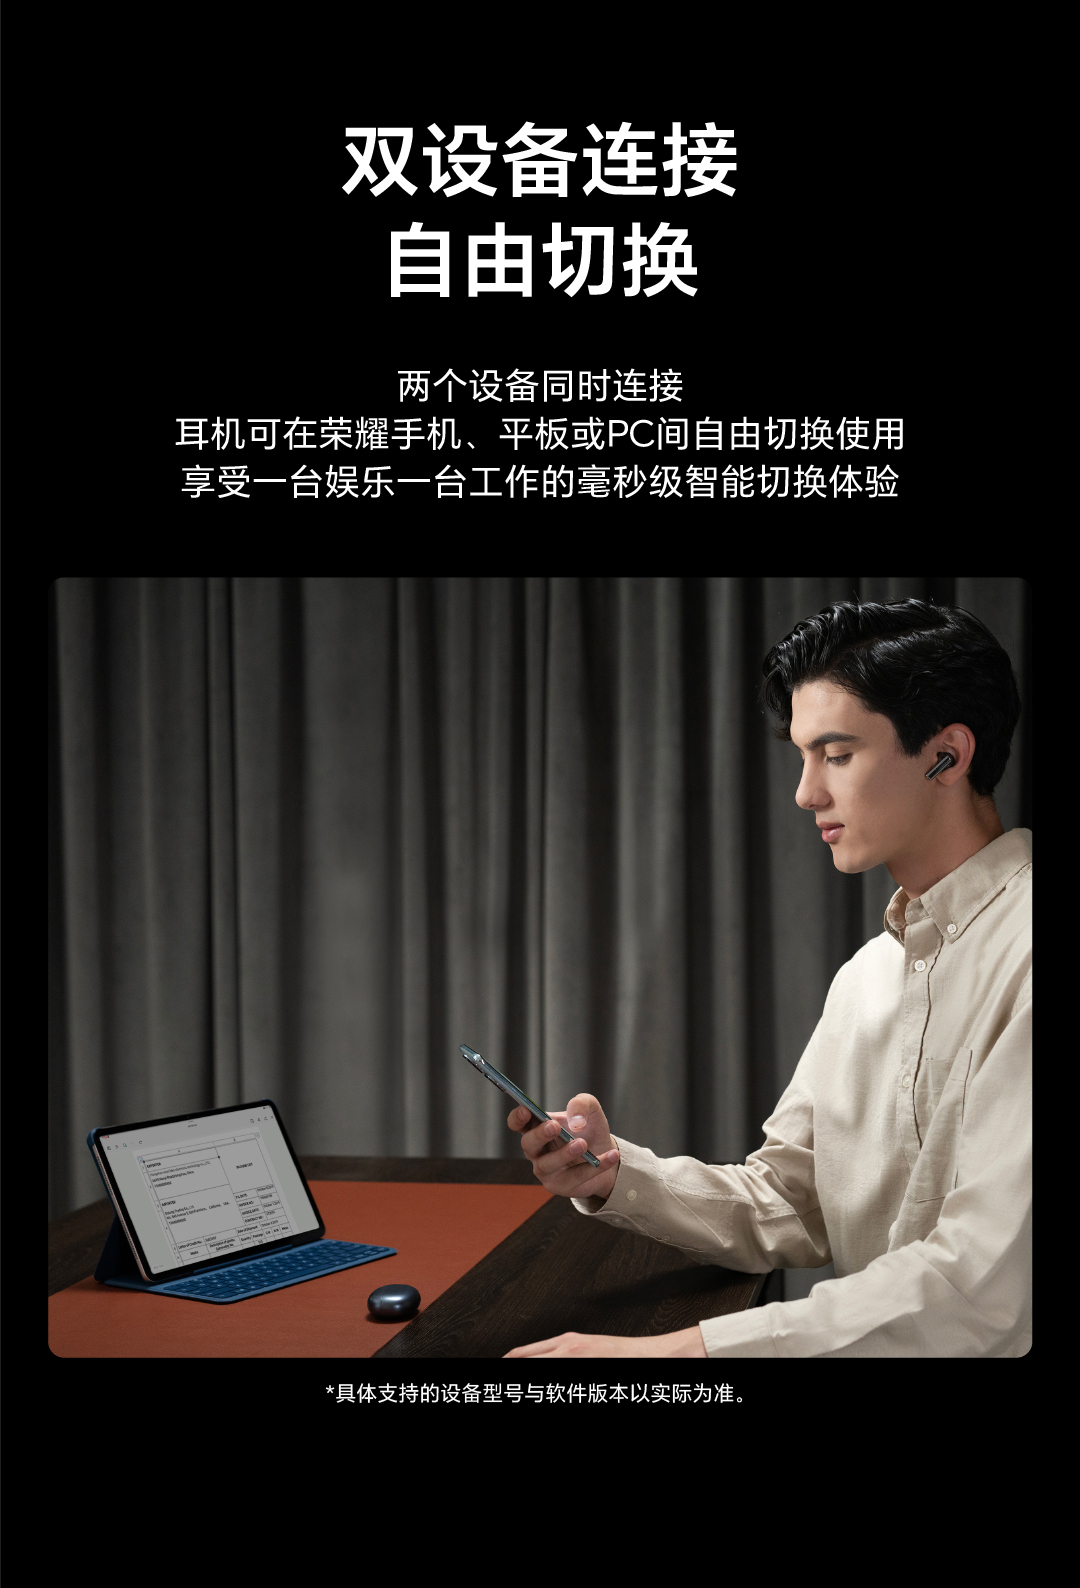 双设备连接
自由切换
两个设备同时连接
耳机可在荣耀手机、平板或PC间自由切换使用
享受一台娱乐一台工作的毫秒级智能切换体验
*具体支持的设备型号与软件版本以实际为准。